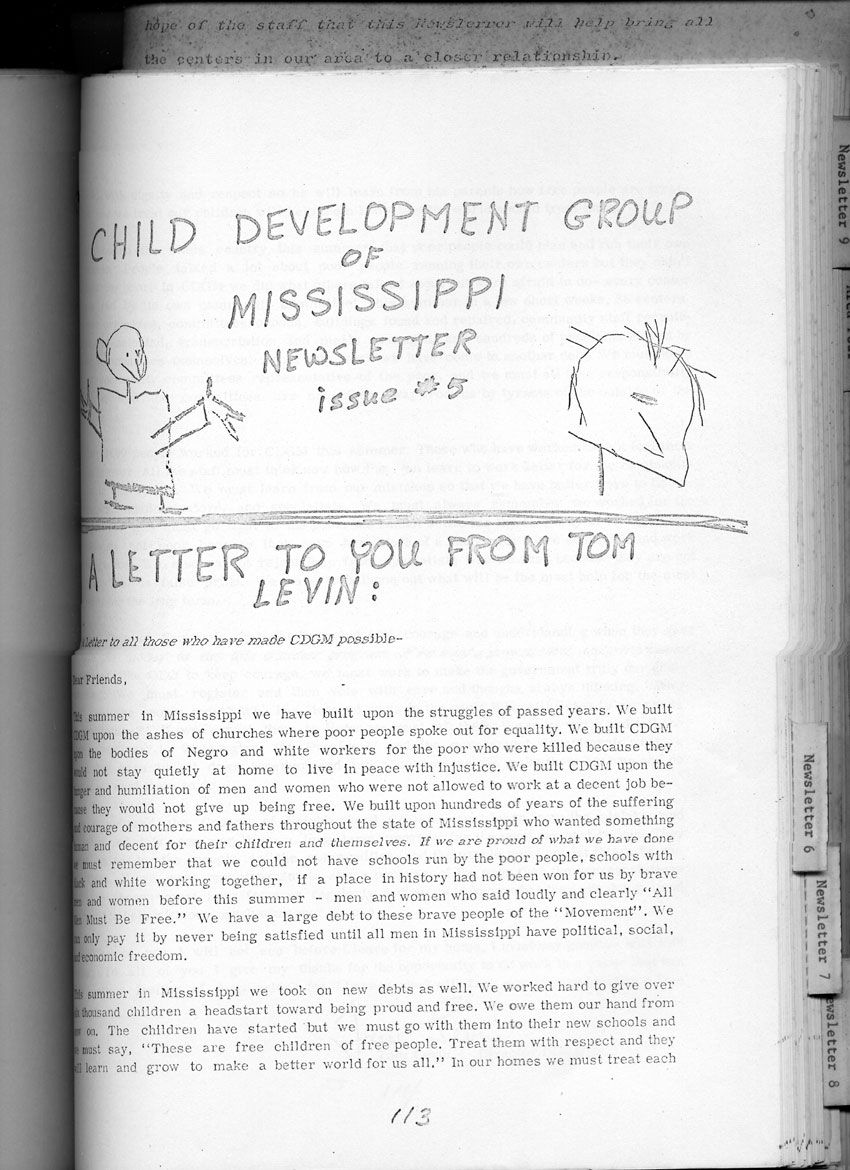 hope of the staff that this Newsletter will help bring all
the centers in our area to a closer relationship.
CHILD DEVELOPMENT GROUP
OF
MISSISSIPPI
NEWSLETTER
issue #5
A LETTER TO YOU FROM TOM
LEVIN:
Letter to all those who have made CDGM possible-
Dear Friends,
This summer in Mississippi we have built upon the struggles of passed years. We built
CDGM upon the ashes of churches where poor people spoke out for equality. We built CDGM
upon the bodies of Negro and white workers for the poor who were killed because they
would not stay quietly at home to live in peace with injustice. We built CDGM upon the
hunger and humiliation of men and women who were not allowed to work at a decent job be-
cause they would not give up being free. We built upon hundreds of years of the suffering
and courage of mothers and fathers throughout the state of Mississippi who wanted something
human and decent for their children and themselves. If we are proud of what we have done
we must remember that we could not have schools run by the poor people, schools with
black and white working together, if a place in history had not been won for us by brave
men and women before this summer - men and women who said loudly and clearly "All
Men Must Be Free." We have a large debt to these brave people of the "Movement". We
can only pay it by never being satisfied until all men in Mississippi have political, social,
and economic freedom.
This summer in Mississippi we took on new debts as well. We worked hard to give over
six thousand children a headstart toward being proud and free. We owe them our hand from
now on. The children have started but we must go with them into their new schools and
we must say, "These are free children of free people. Treat them with respect and they
will learn and grow to make a better world for us all." In our homes we must treat each
113
Newsletter 9
Newsletter 6
Newsletter 7
Newsletter 8